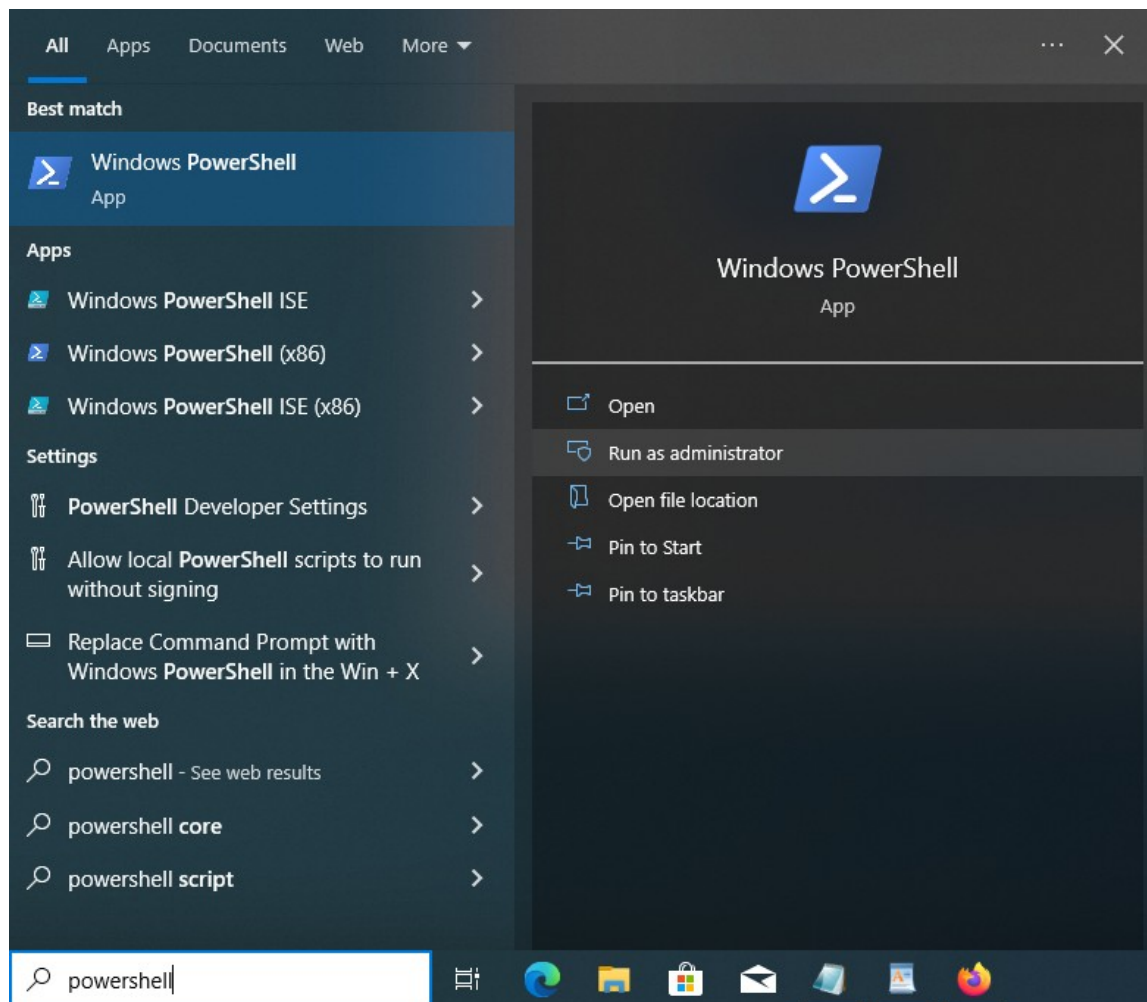 All Apps Documents Web More
Best match
Windows PowerShell
App
Apps
Windows PowerShell ISE
Windows PowerShell (x86)
Windows PowerShell ISE (x86)
Settings
PowerShell Developer Settings
Allow local PowerShell scripts to run
without signing
Replace Command Prompt with
Windows PowerShell in the Win + X
Search the web
powershell - See web results
powershell core
powershell script
powershell
Windows PowerShell
App
Open
Run as administrator
Open file location
Pin to Start
Pin to taskbar